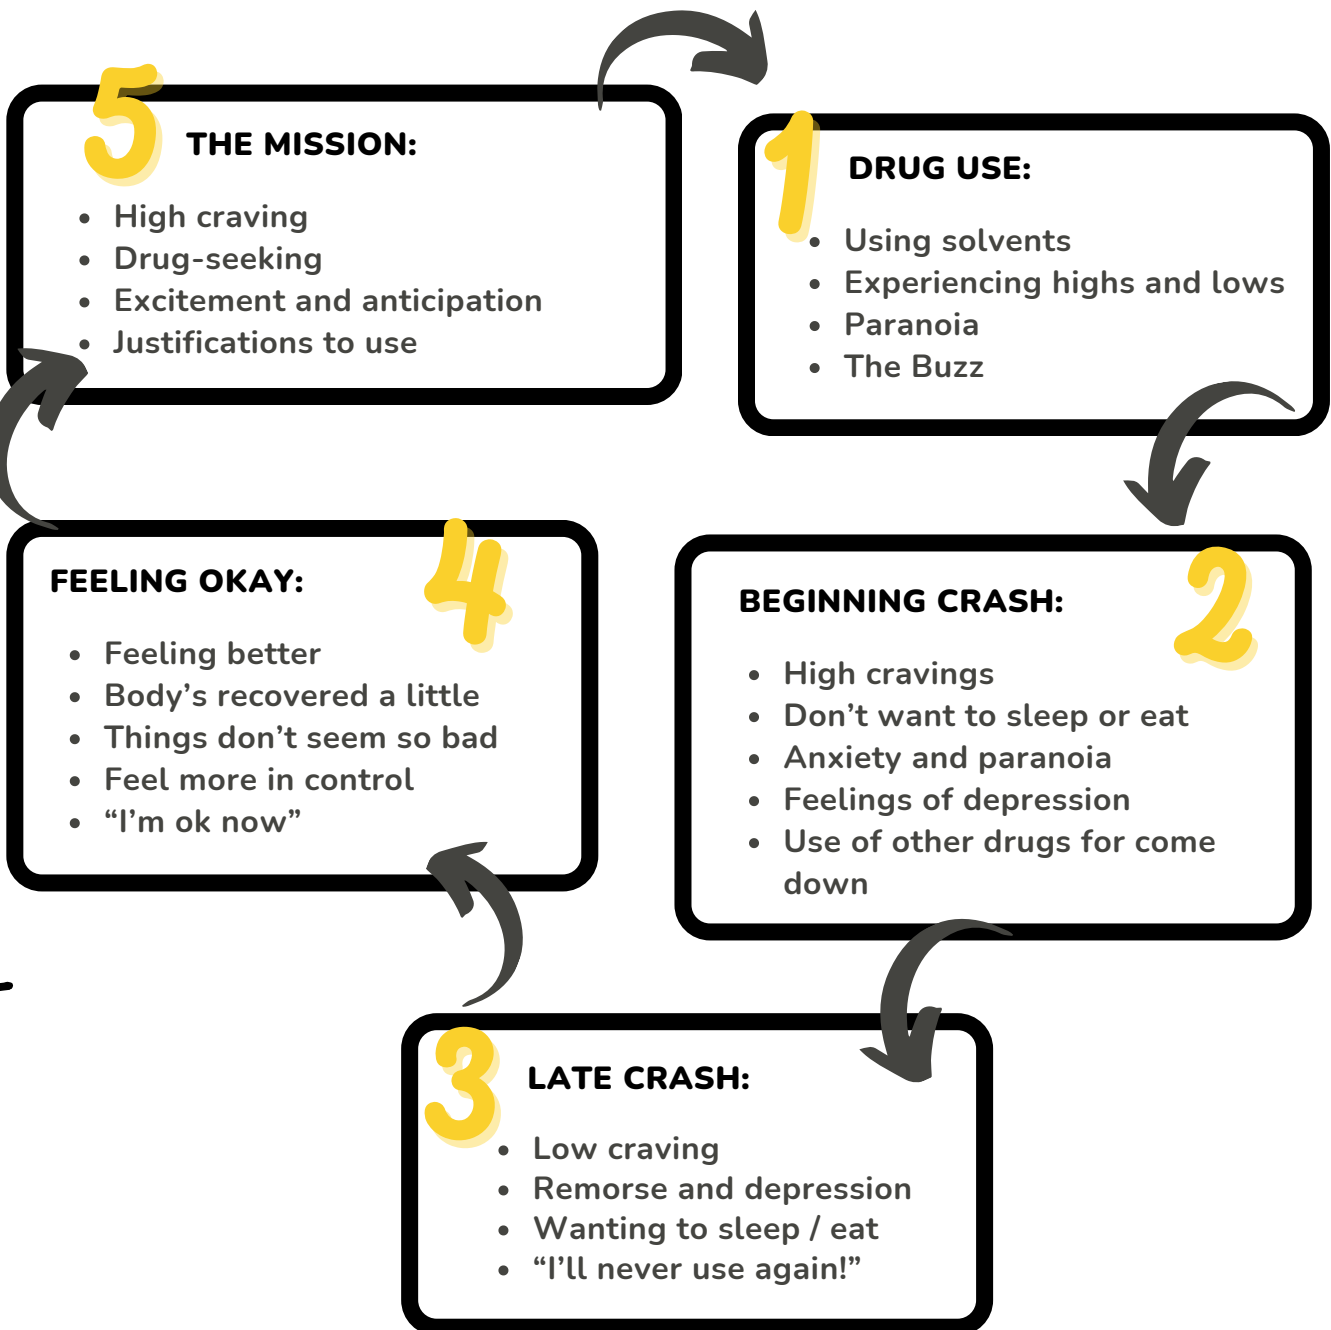 5
THE MISSION:
• High craving
• Drug-seeking
• Excitement and anticipation
• Justifications to use
1
DRUG USE:
• Using solvents
• Experiencing highs and lows
• Paranoia
• The Buzz
2
BEGINNING CRASH:
• High cravings
• Don’t want to sleep or eat
• Anxiety and paranoia
• Feelings of depression
• Use of other drugs for come
down
3
LATE CRASH:
• Low craving
• Remorse and depression
• Wanting to sleep / eat
• “I’ll never use again!”
4
FEELING OKAY:
• Feeling better
• Body’s recovered a little
• Things don’t seem so bad
• Feel more in control
• “I’m ok now”